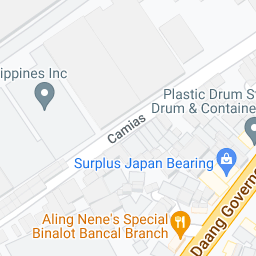 ippines Inc
Camias
Plastic Drum St
Drum & Containe
Surplus Japan Bearing
Aling Nene's Special
Binalot Bancal Branch
Daang Governo